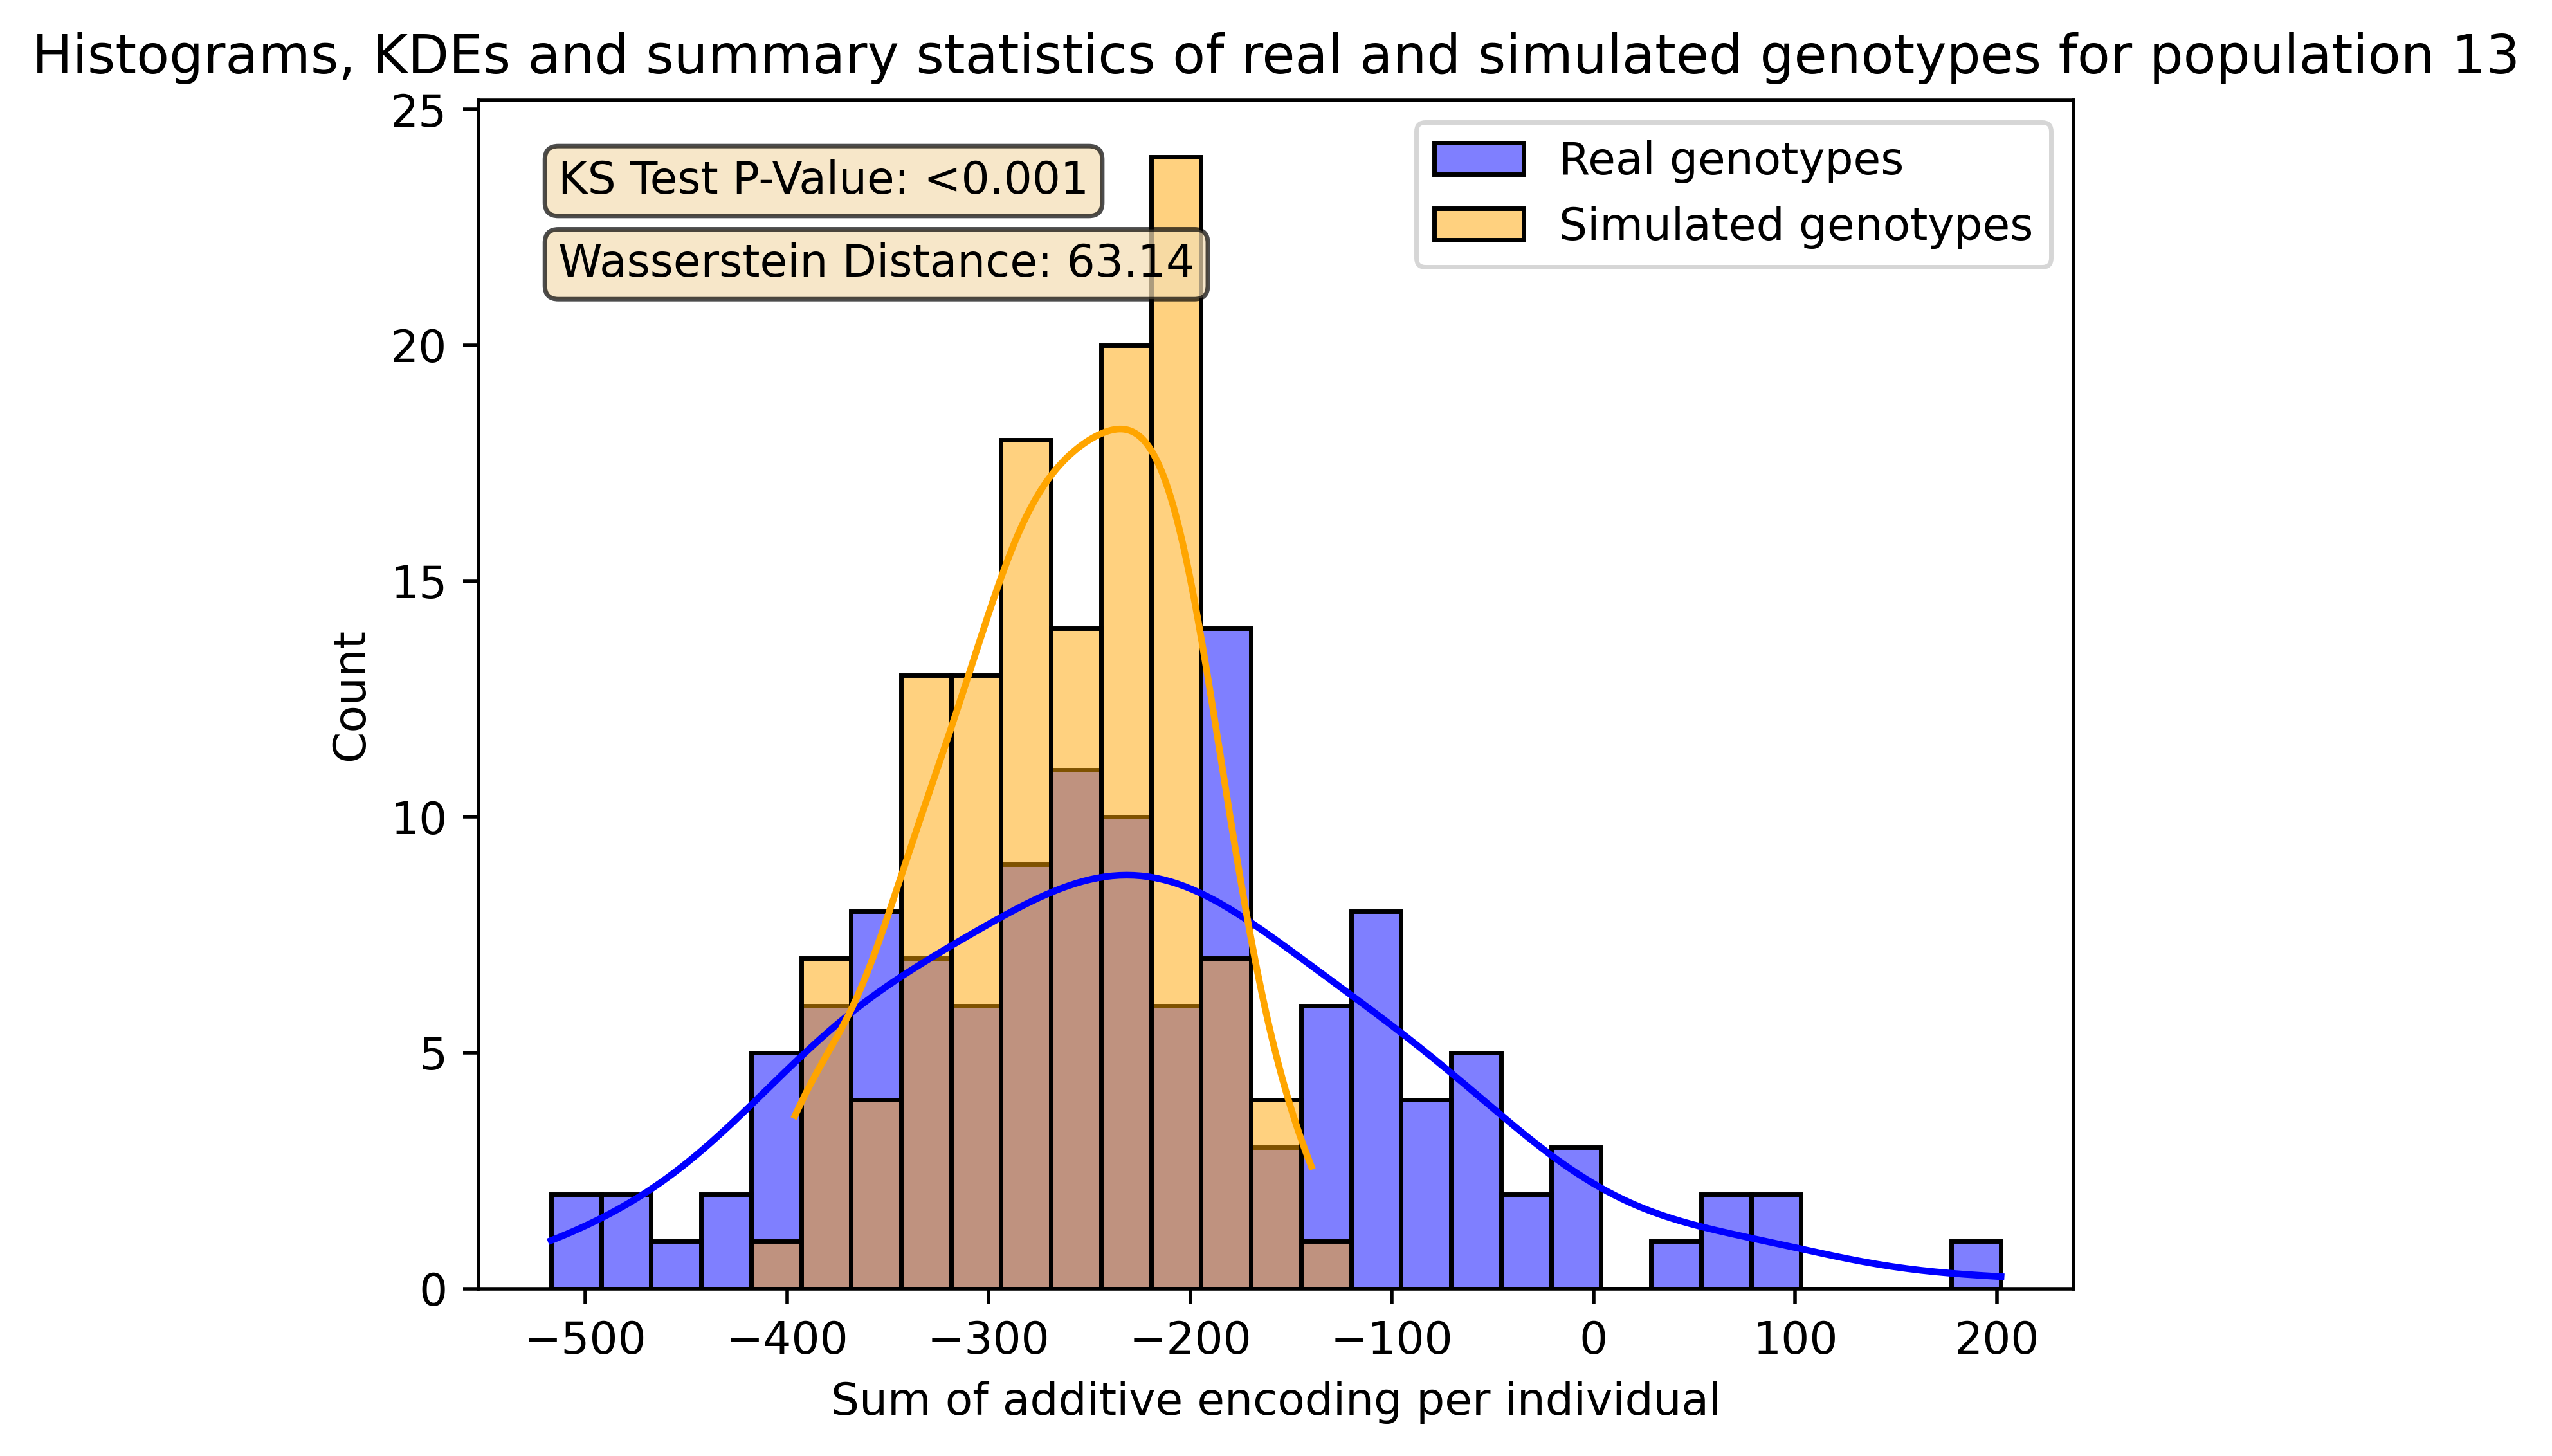 Histograms, KDEs and summary statistics of real and simulated genotypes for population 13
KS Test P-Value: <0.001
Wasserstein Distance: 63.14
Real genotypes
Simulated genotypes
Count
25
20
15
10
5
0
−500 −400 −300 −200 −100 0 100 200
Sum of additive encoding per individual